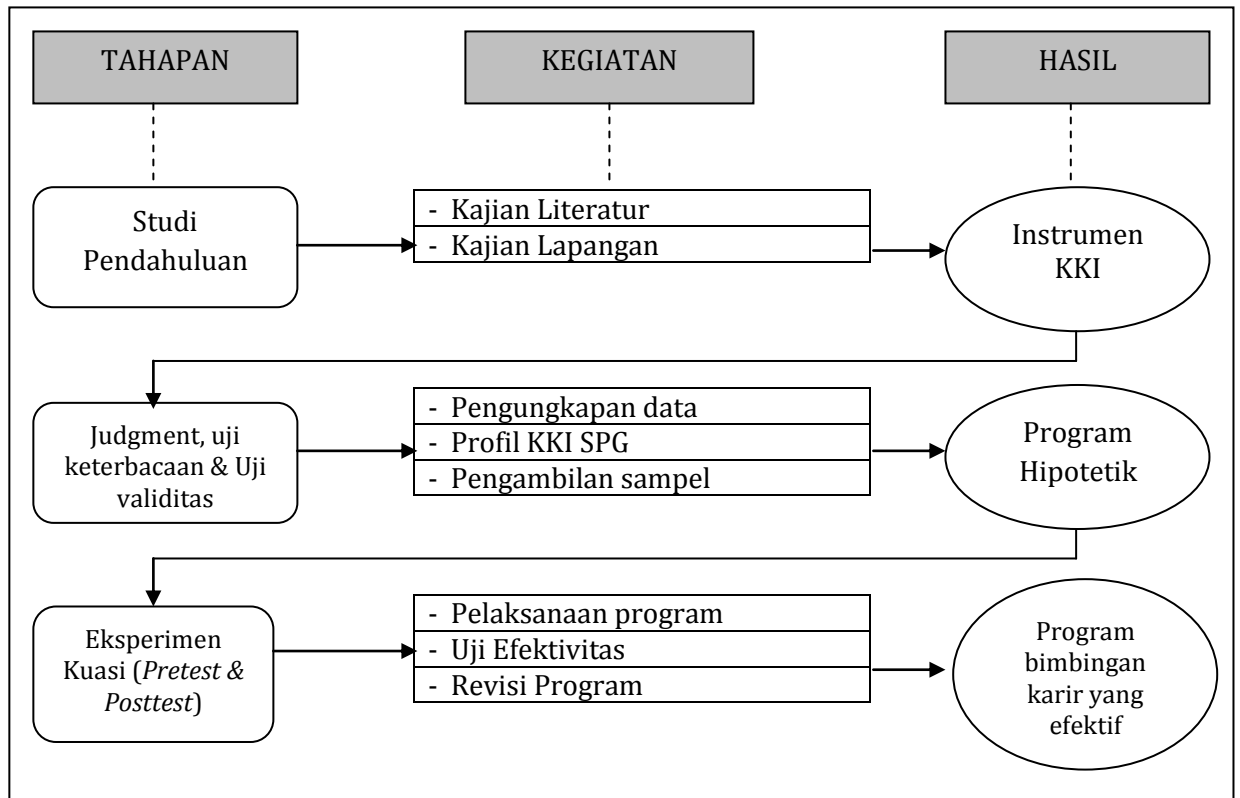 TAHAPAN
KEGIATAN
HASIL
Studi
Pendahuluan
- Kajian Literatur
- Kajian Lapangan
Instrumen
KKI
Judgment, uji
keterbacaan & Uji
validitas
- Pengungkapan data
- Profil KKI SPG
- Pengambilan sampel
Program
Hipotetik
Eksperimen
Kuasi (Pretest &
Posttest)
- Pelaksanaan program
- Uji Efektivitas
- Revisi Program
Program
bimbingan
karir yang
efektif